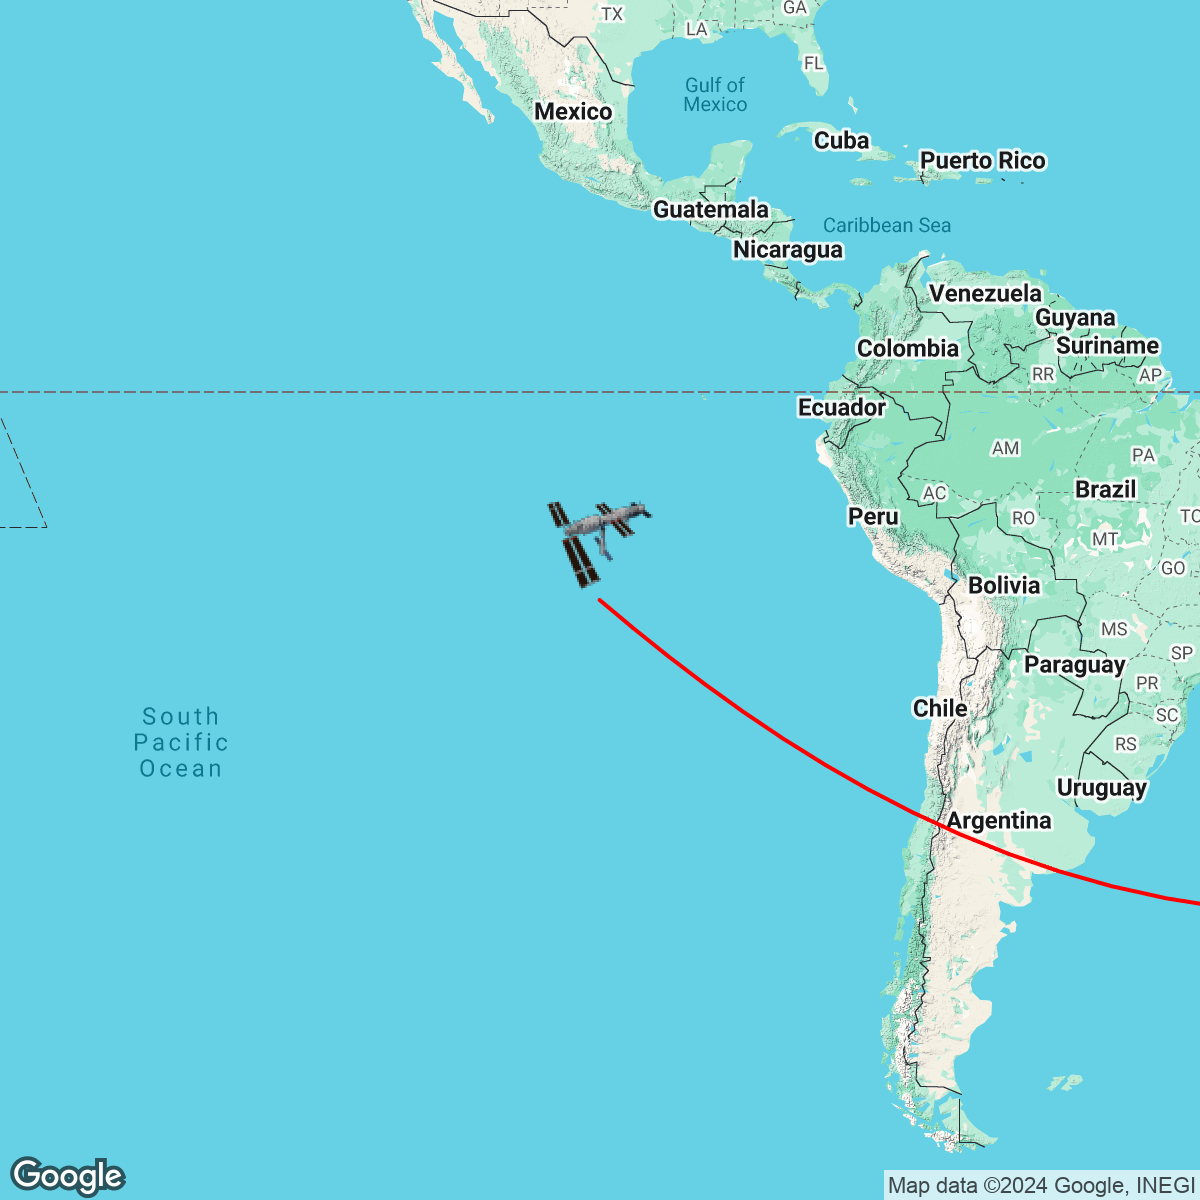 TX
GA
LA
FL
Gulf of
Mexico
Mexico
Cuba
Puerto Rico
Guatemala
Caribbean Sea
Nicaragua
Venezuela
Guyana
Suriname
Colombia
RR
AP
Ecuador
AM
PA
AC
Brazil
Peru
RO
TO
MT
GO
Bolivia
MS
SP
Paraguay
PR
Chile
SC
South
Pacific
Ocean
RS
Uruguay
Argentina
Google
Map data ©2024 Google, INEGI